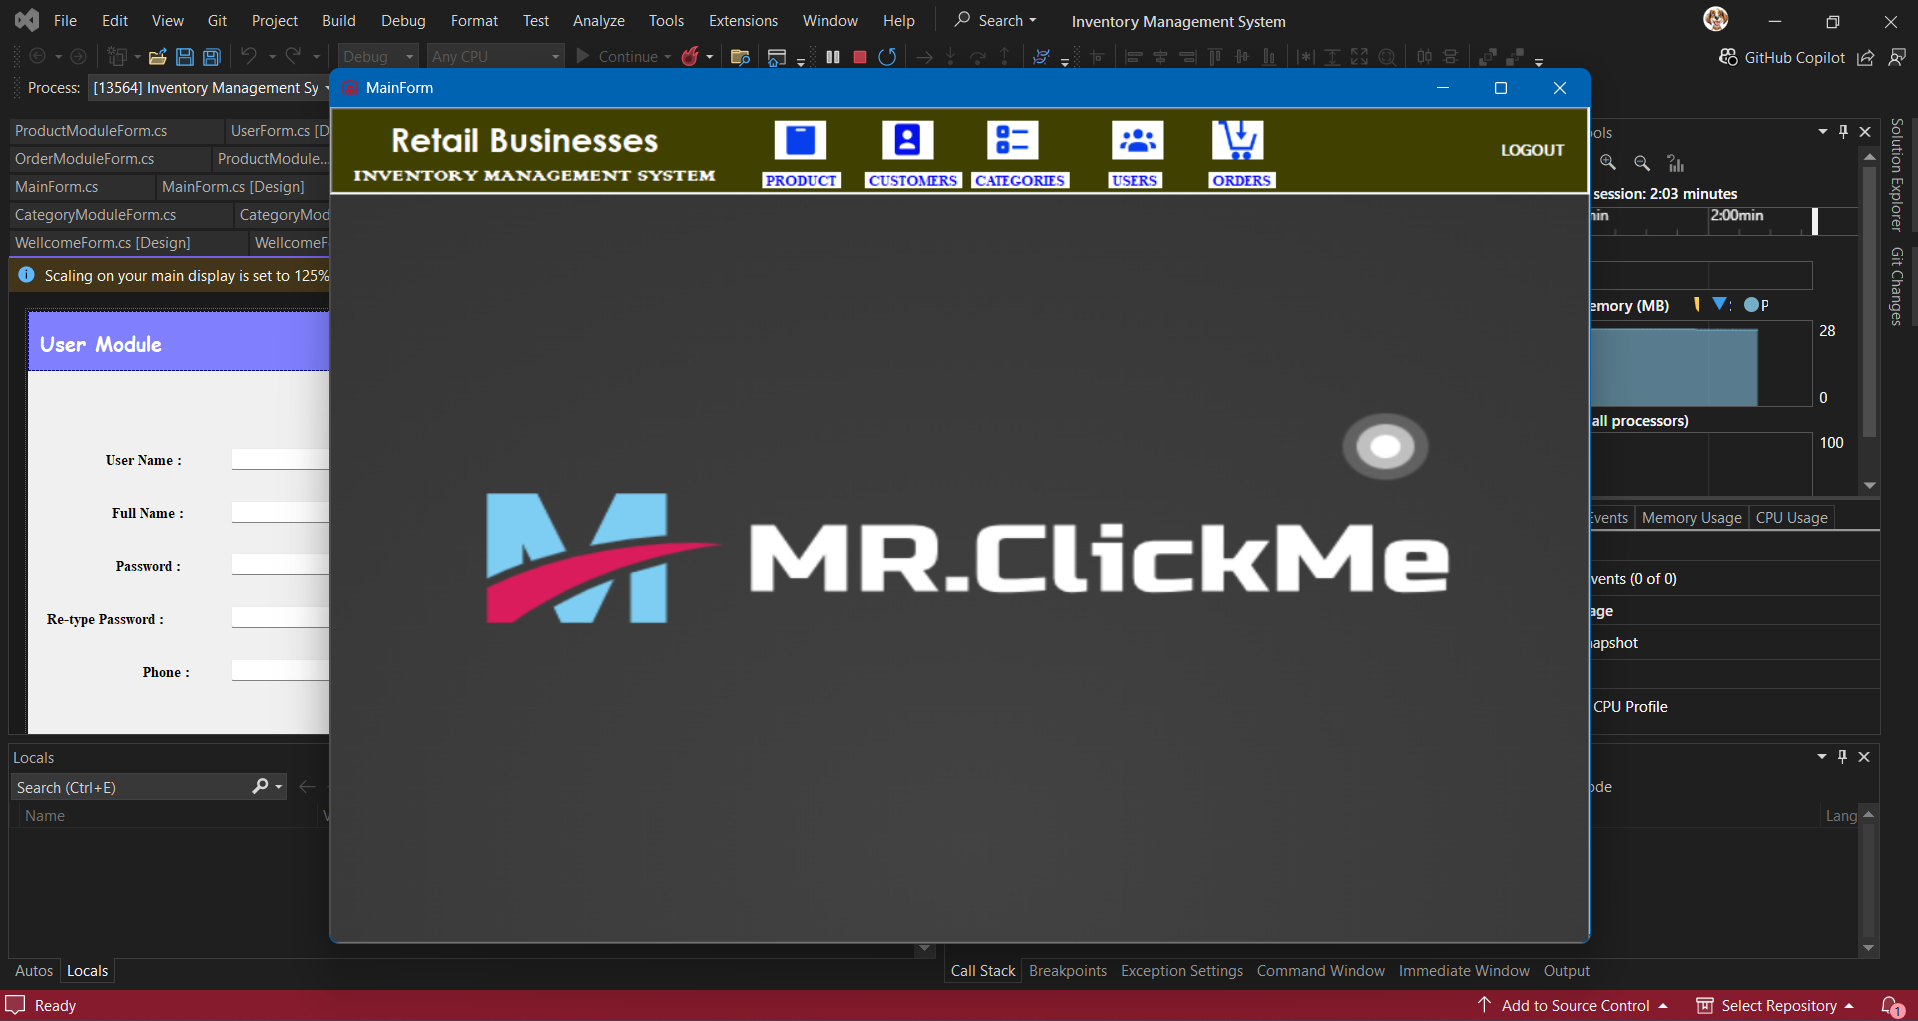 File Edit View Git Project Build Debug Format Test Analyze Tools Extensions Window Help Search Inventory Management System
Debug Any CPU Continue GitHub Copilot
Process: [13564] Inventory Management Sy
MainForm
ProductModuleForm.cs UserForm.cs [D
OrderModuleForm.cs ProductModule...
MainForm.cs MainForm.cs [Design]
CategoryModuleForm.cs CategoryMod
WellcomeForm.cs [Design] WellcomeF
Scaling on your main display is set to 125%
User Module
User Name :
Full Name :
Password :
Re-type Password :
Phone :
Retail Businesses
INVENTORY MANAGEMENT SYSTEM
PRODUCT CUSTOMERS CATEGORIES USERS ORDERS
LOGOUT
MR.ClickMe
ols
session: 2:03 minutes
min 2:00min
emory (MB) P
28
0
all processors)
100
Events Memory Usage CPU Usage
vents (0 of 0)
age
napshot
CPU Profile
Solution Explorer
Git Changes
Locals
Search (Ctrl+E)
Name V
ode
Lang
Autos Locals
Call Stack Breakpoints Exception Settings Command Window Immediate Window Output
Ready
Add to Source Control Select Repository 1